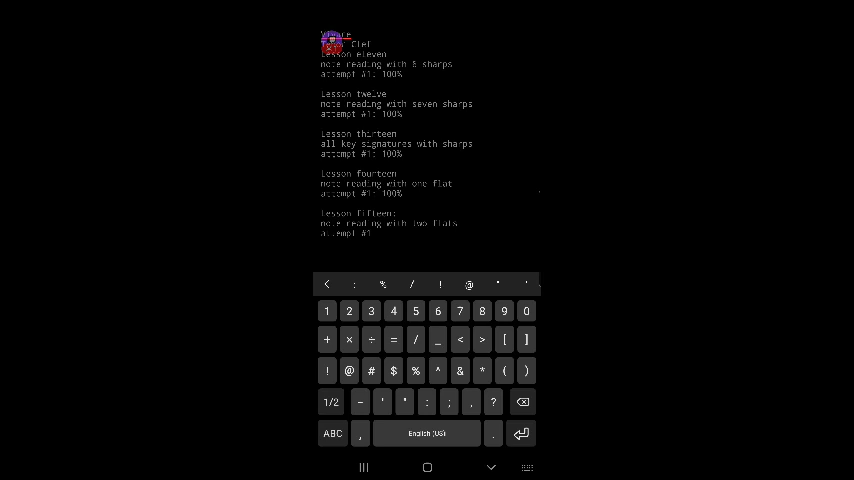 Clef
Lesson eleven
note reading with 6 sharps
attempt #1: 100%
Lesson twelve
note reading with seven sharps
attempt #1: 100%
Lesson thirteen
all key signatures with sharps
attempt #1: 100%
Lesson fourteen
note reading with one flat
attempt #1: 100%
Lesson fifteen:
note reading with two flats
attempt #1
< : % / ! @ " '
1 2 3 4 5 6 7 8 9 0
+ × ÷ = / _ < > [ ]
! @ # $ % ^ & * ( )
1/2 - ' " : ; , ?
ABC , English (US) .